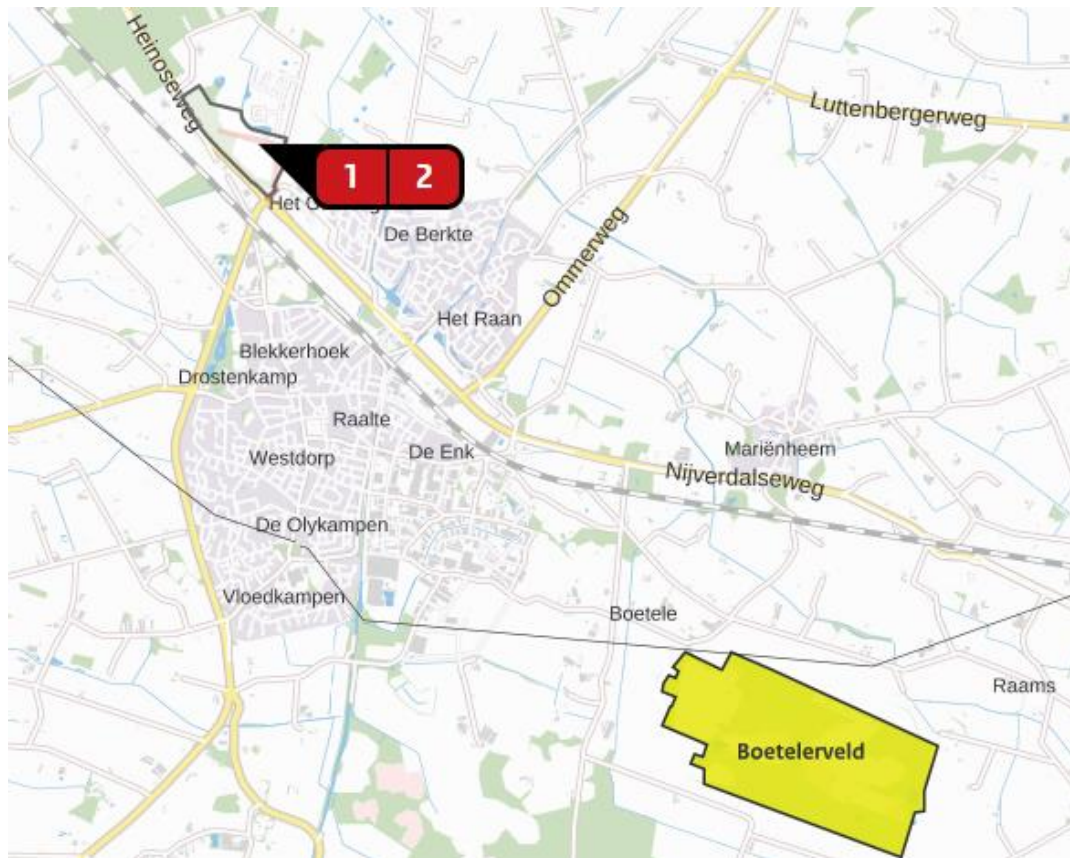 Heinoseweg
Luttenbergerweg
1 2
Het
De Berkte
Ommerweg
Het Raan
Blekkerhoek
Drostenkamp
Raalte
De Enk
Westdorp
Mariënheem
Nijverdalseweg
De Olykampen
Vloedkampen
Boetele
Raams
Boetelerveld